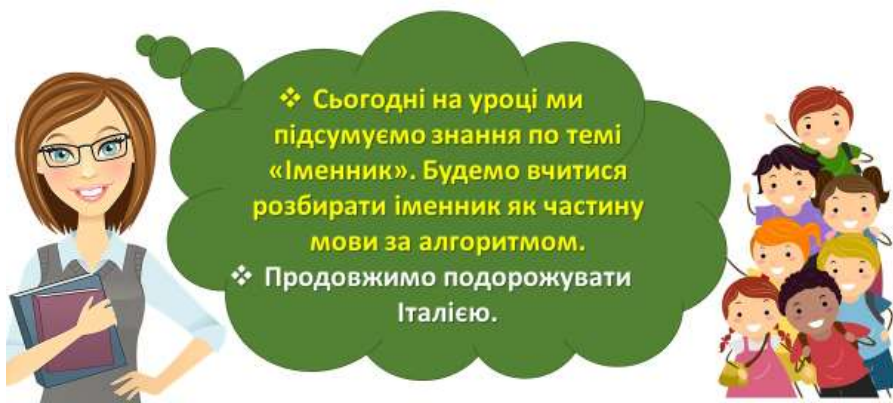 ❖ Сьогодні на уроці ми
підсумуємо знання по темі
«Іменник». Будемо вчитися
розбирати іменник як частину
мови за алгоритмом.
❖ Продовжимо подорожувати
Італією.